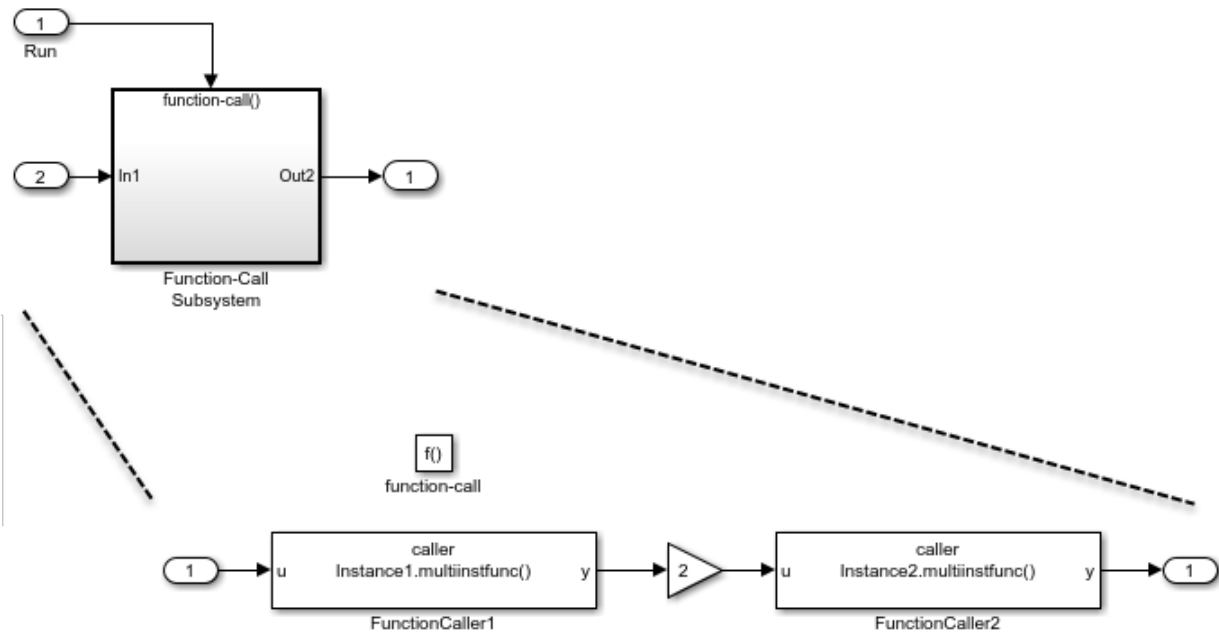 1
Run
function-call()
2
In1
Out2
1
Function-Call
Subsystem
f()
function-call
1
u
caller
Instance1.multiinstfunc()
y
FunctionCaller1
2
u
caller
Instance2.multiinstfunc()
y
FunctionCaller2
1